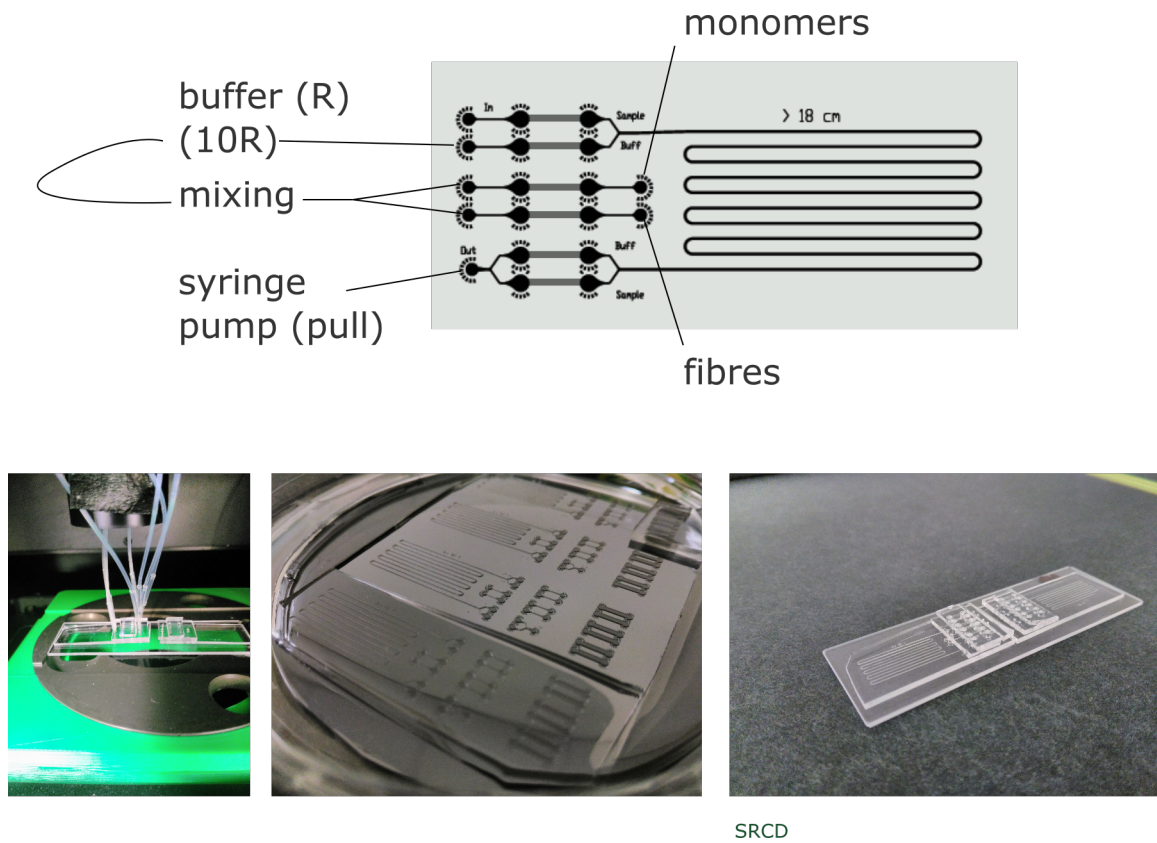 monomers
buffer (R)
(10R)
mixing
syringe
pump (pull)
fibres
In
Sample
Buff
> 18 cm
Out
Buff
Sample
SRCD